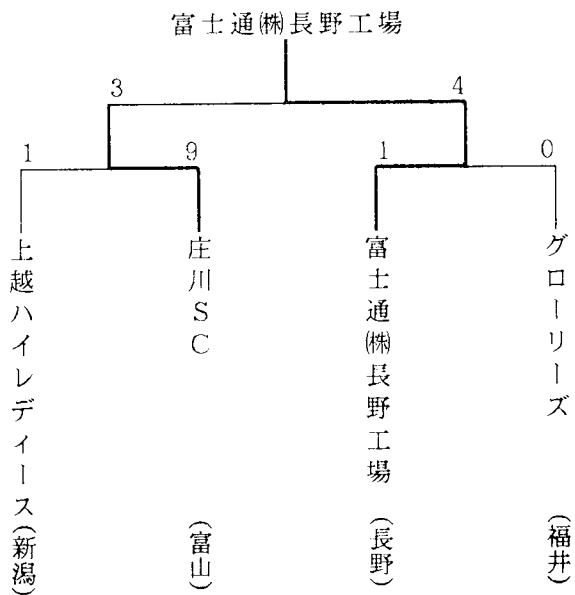 富士通㈱長野工場
3 4
1 9 1 0
上越ハイレディース(新潟)
庄川SC(富山)
富士通㈱長野工場(長野)
グローリーズ(福井)